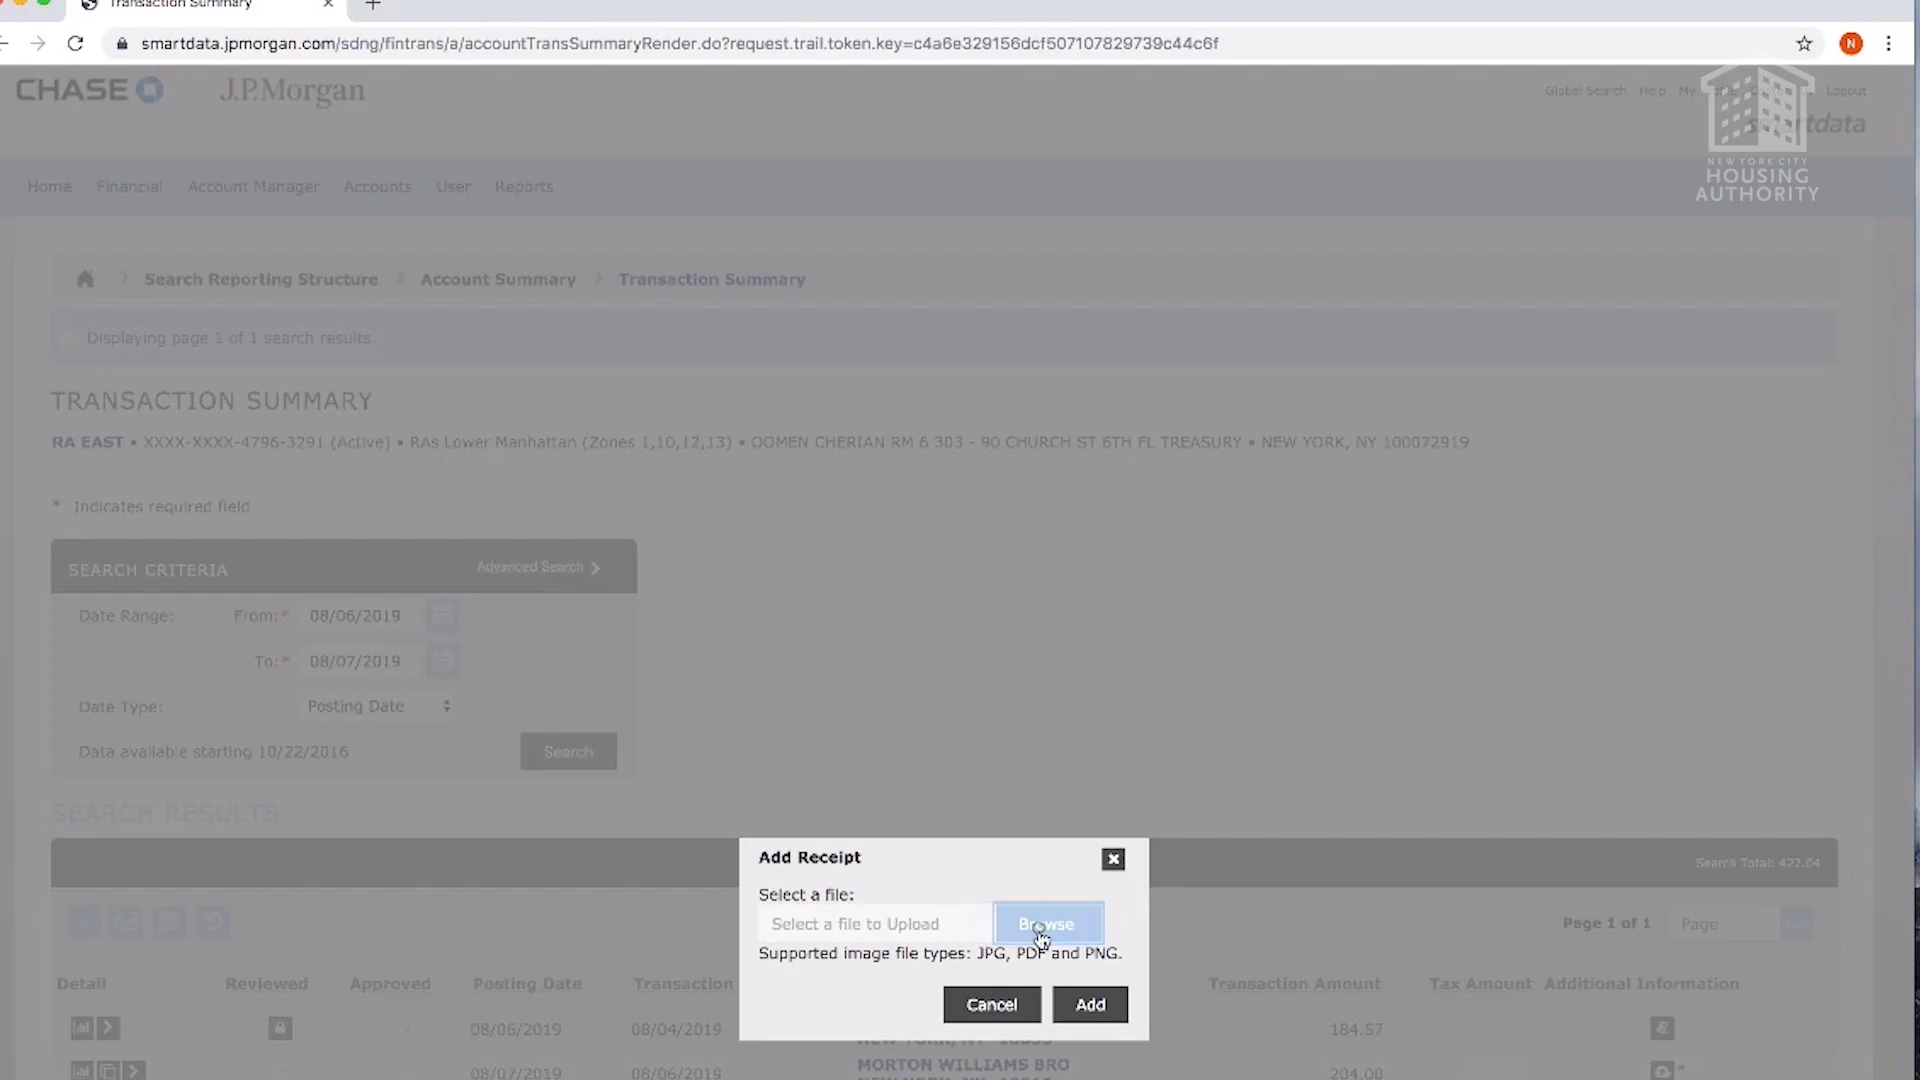 Transaction Summary
smartdata.jpmorgan.com/sdng/fintrans/a/accountTransSummaryRender.do?request.trail.token.key=c4a6e329156dcf507107829739c44c6f
N
CHASE J.P.Morgan
Global Search Help My Logout
smartdata
NEW YORK CITY
HOUSING
AUTHORITY
Home Financial Account Manager Accounts User Reports
Search Reporting Structure Account Summary Transaction Summary
Displaying page 1 of 1 search results.
TRANSACTION SUMMARY
RA EAST • XXXX-XXXX-4796-3291 (Active) • RAs Lower Manhattan (Zones 1,10,12,13) • OOMEN CHERIAN RM 6 303 - 90 CHURCH ST 6TH FL TREASURY • NEW YORK, NY 100072919
* Indicates required field
SEARCH CRITERIA Advanced Search
Date Range: From:* 08/06/2019
To:* 08/07/2019
Date Type: Posting Date
Data available starting 10/22/2016 Search
SEARCH RESULTS
Search Total: 422.04
Add Receipt
Select a file:
Select a file to Upload Browse
Supported image file types: JPG, PDF and PNG.
Cancel Add
Page 1 of 1 Page
Detail Reviewed Approved Posting Date Transaction Transaction Amount Tax Amount Additional Information
08/06/2019 08/04/2019 184.57
MORTON WILLIAMS BRO
08/07/2019 08/06/2019 204.00 *